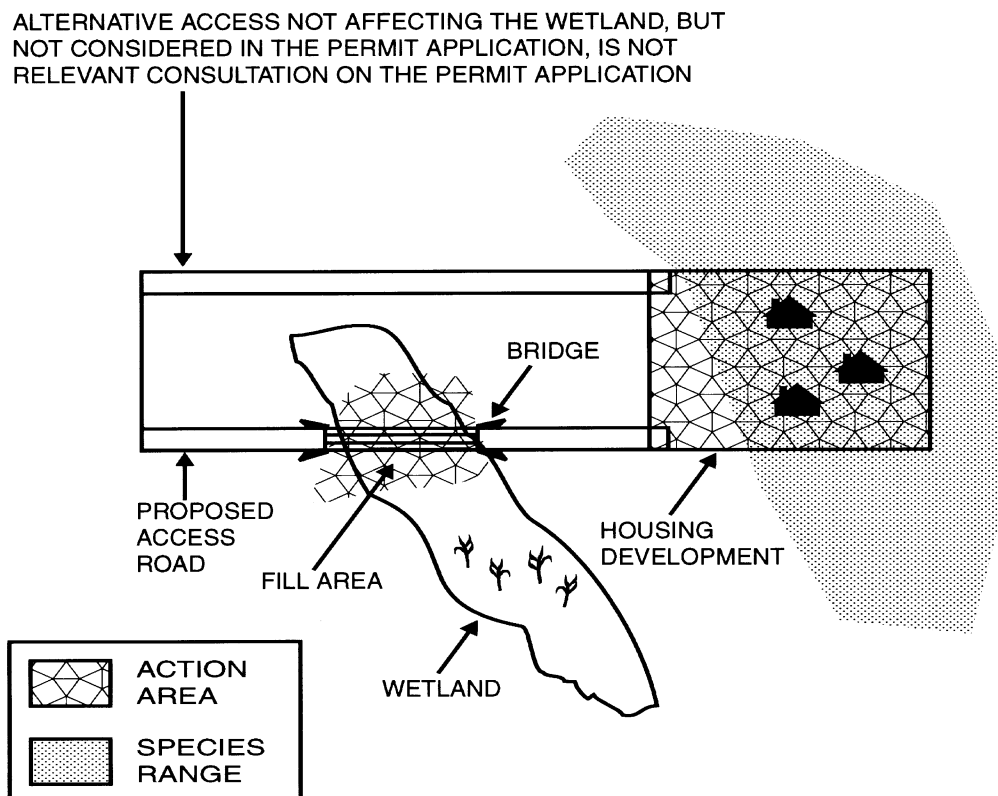 ALTERNATIVE ACCESS NOT AFFECTING THE WETLAND, BUT
NOT CONSIDERED IN THE PERMIT APPLICATION, IS NOT
RELEVANT CONSULTATION ON THE PERMIT APPLICATION
BRIDGE
PROPOSED
ACCESS
ROAD
FILL AREA
HOUSING
DEVELOPMENT
WETLAND
ACTION
AREA
SPECIES
RANGE